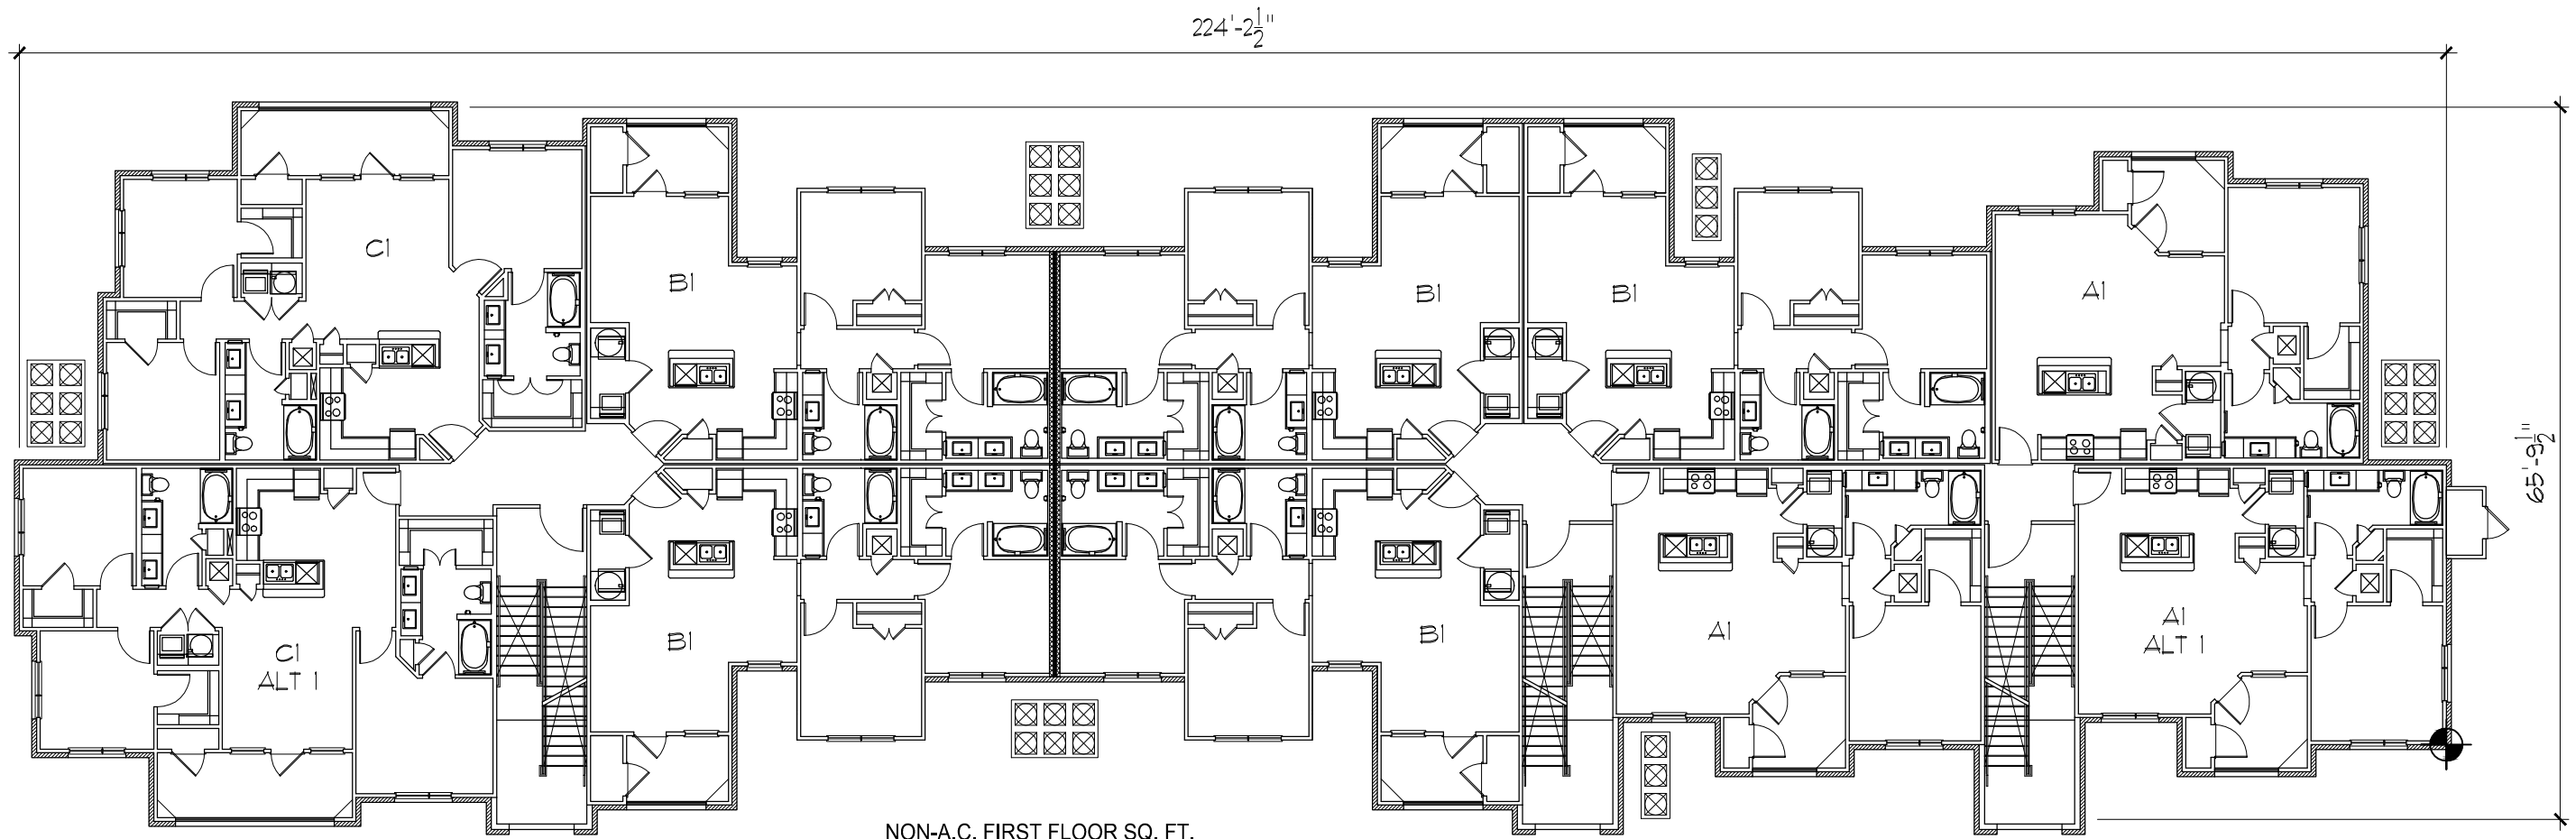 224'-2 1/2"
C1
B1
B1
B1
A1
65'-9 1/2"
C1
ALT 1
B1
B1
A1
A1
ALT 1
NON-A.C. FIRST FLOOR SQ. FT.